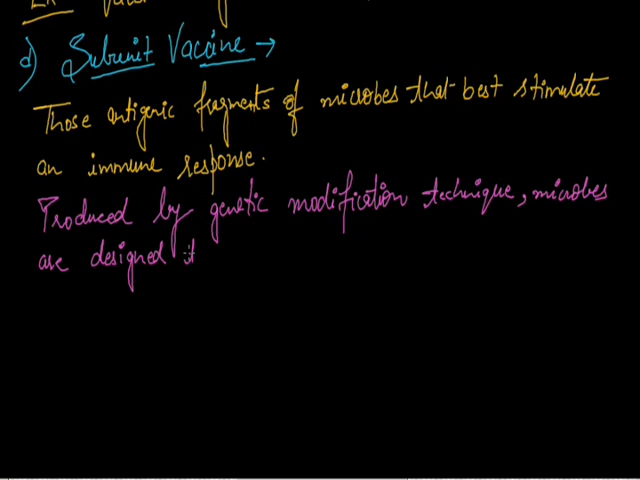 d) Subunit Vaccine →
Those antigenic fragments of microbes that best stimulate
an immune response.
Produced by genetic modification technique, microbes
are designed